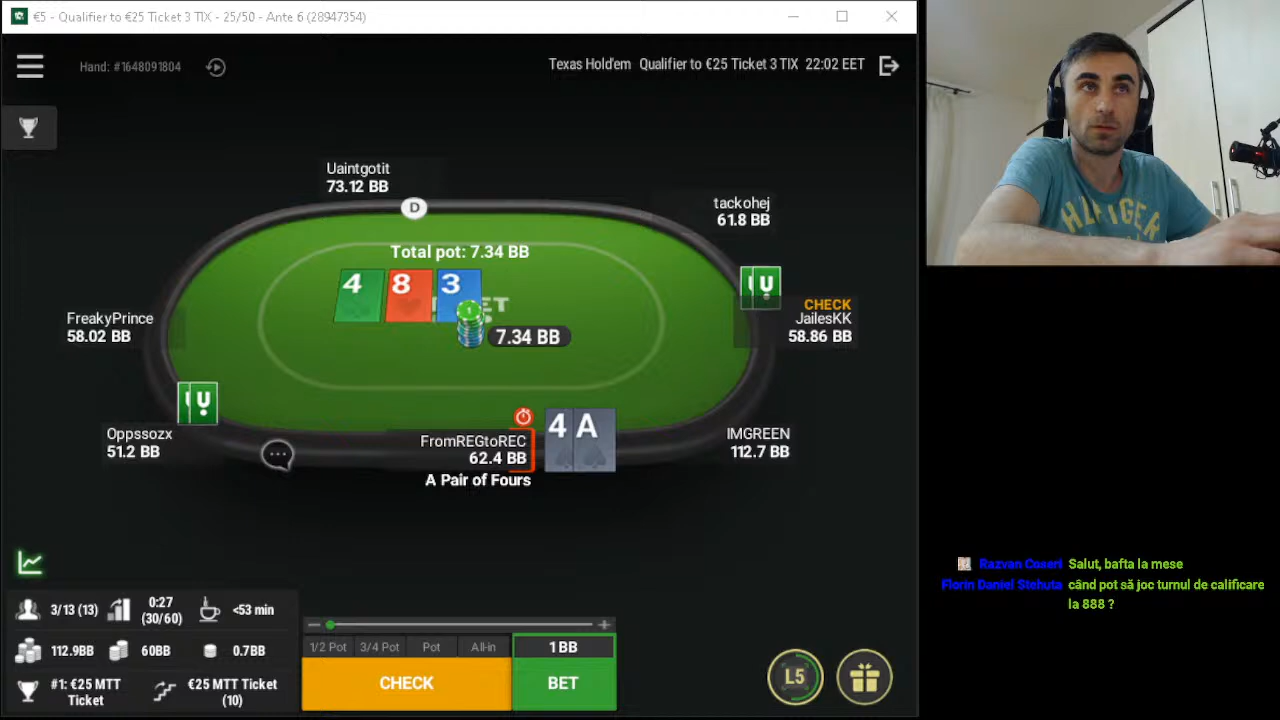 €5 - Qualifier to €25 Ticket 3 TIX - 25/50 - Ante 6 (28947354)
Hand: #1648091804
Texas Hold'em Qualifier to €25 Ticket 3 TIX 22:02 EET
Uaintgotit
73.12 BB
D
tackohej
61.8 BB
Total pot: 7.34 BB
4 8 3
7.34 BB
CHECK
JailesKK
58.86 BB
FreakyPrince
58.02 BB
Oppssozx
51.2 BB
FromREGtoREC
62.4 BB
4 A
IMGREEN
112.7 BB
A Pair of Fours
3/13 (13)
0:27
(30/60)
<53 min
112.9BB
60BB
0.7BB
#1: €25 MTT
Ticket
€25 MTT Ticket
(10)
1/2 Pot 3/4 Pot Pot All-in 1 BB
CHECK BET
L5
HILFIGER
DENIM
Razvan Coseri Salut, bafta la mese
Florin Daniel Stehuta când pot să joc turnul de calificare
la 888 ?